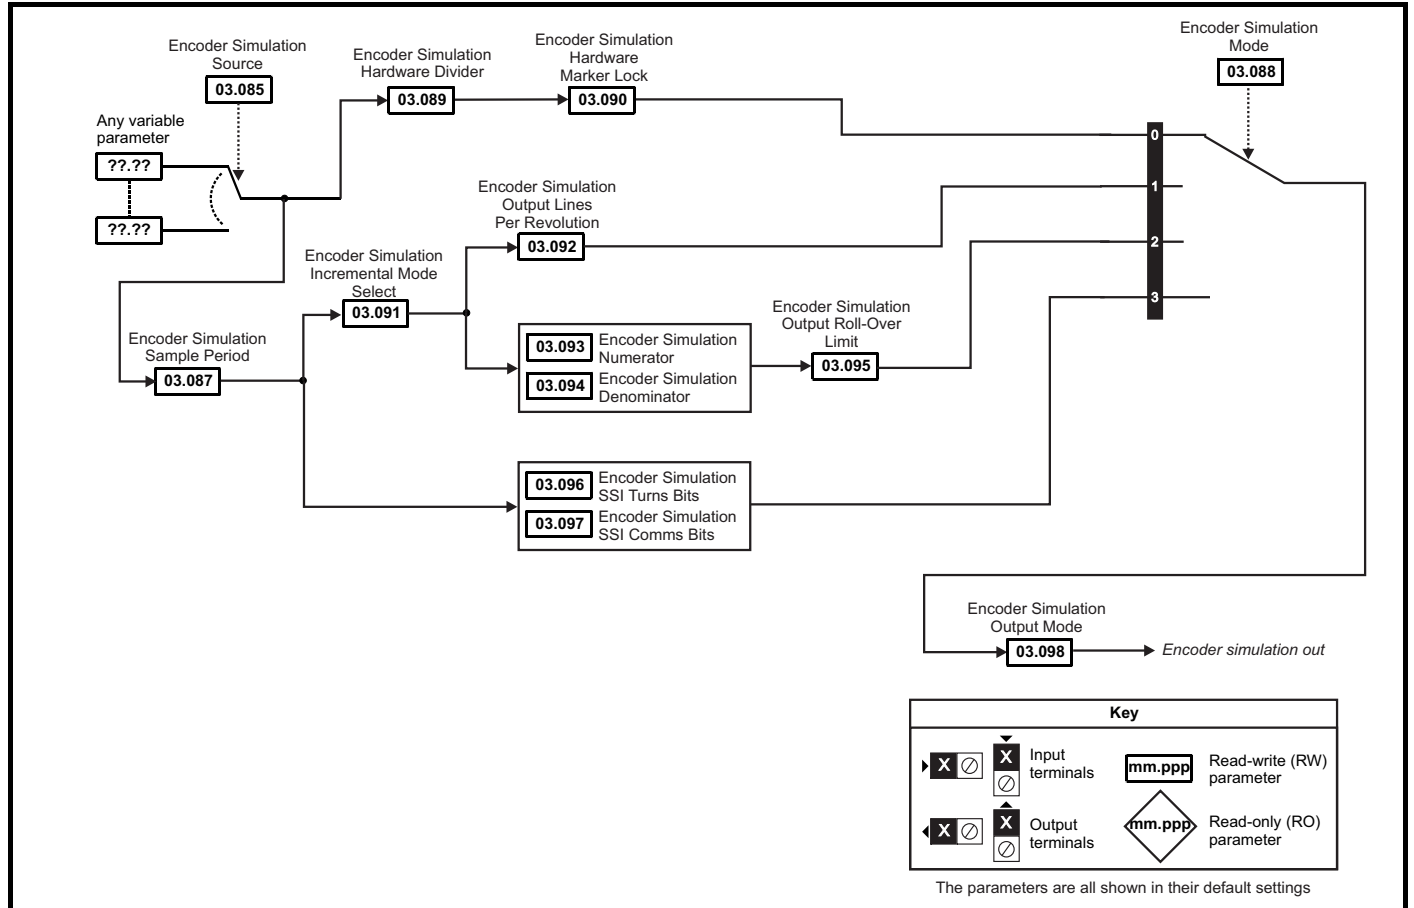 Encoder Simulation
Source
03.085
Encoder Simulation
Hardware Divider
03.089
Encoder Simulation
Hardware
Marker Lock
03.090
Encoder Simulation
Mode
03.088
Any variable
parameter
??.??
??.??
0
1
2
3
Encoder Simulation
Output Lines
Per Revolution
03.092
Encoder Simulation
Incremental Mode
Select
03.091
Encoder Simulation
Sample Period
03.087
03.093
Encoder Simulation
Numerator
03.094
Encoder Simulation
Denominator
Encoder Simulation
Output Roll-Over
Limit
03.095
03.096
Encoder Simulation
SSI Turns Bits
03.097
Encoder Simulation
SSI Comms Bits
Encoder Simulation
Output Mode
03.098
Encoder simulation out
Key
X
X
Input
terminals
mm.ppp
Read-write (RW)
parameter
X
X
Output
terminals
mm.ppp
Read-only (RO)
parameter
The parameters are all shown in their default settings